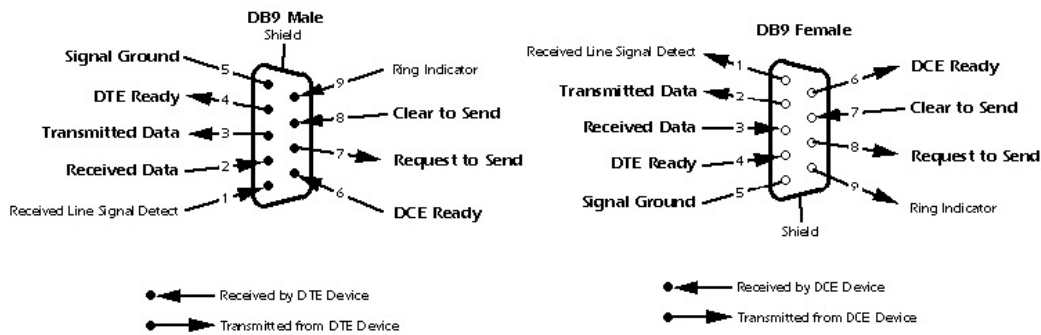 DB9 Male
Shield
Signal Ground
5
9
Ring Indicator
DTE Ready
4
8
Clear to Send
Transmitted Data
3
7
Request to Send
Received Data
2
6
DCE Ready
Received Line Signal Detect
1
Received by DTE Device
Transmitted from DTE Device
DB9 Female
Received Line Signal Detect
1
6
DCE Ready
Transmitted Data
2
7
Clear to Send
Received Data
3
8
Request to Send
DTE Ready
4
9
Ring Indicator
Signal Ground
5
Shield
Received by DCE Device
Transmitted from DCE Device